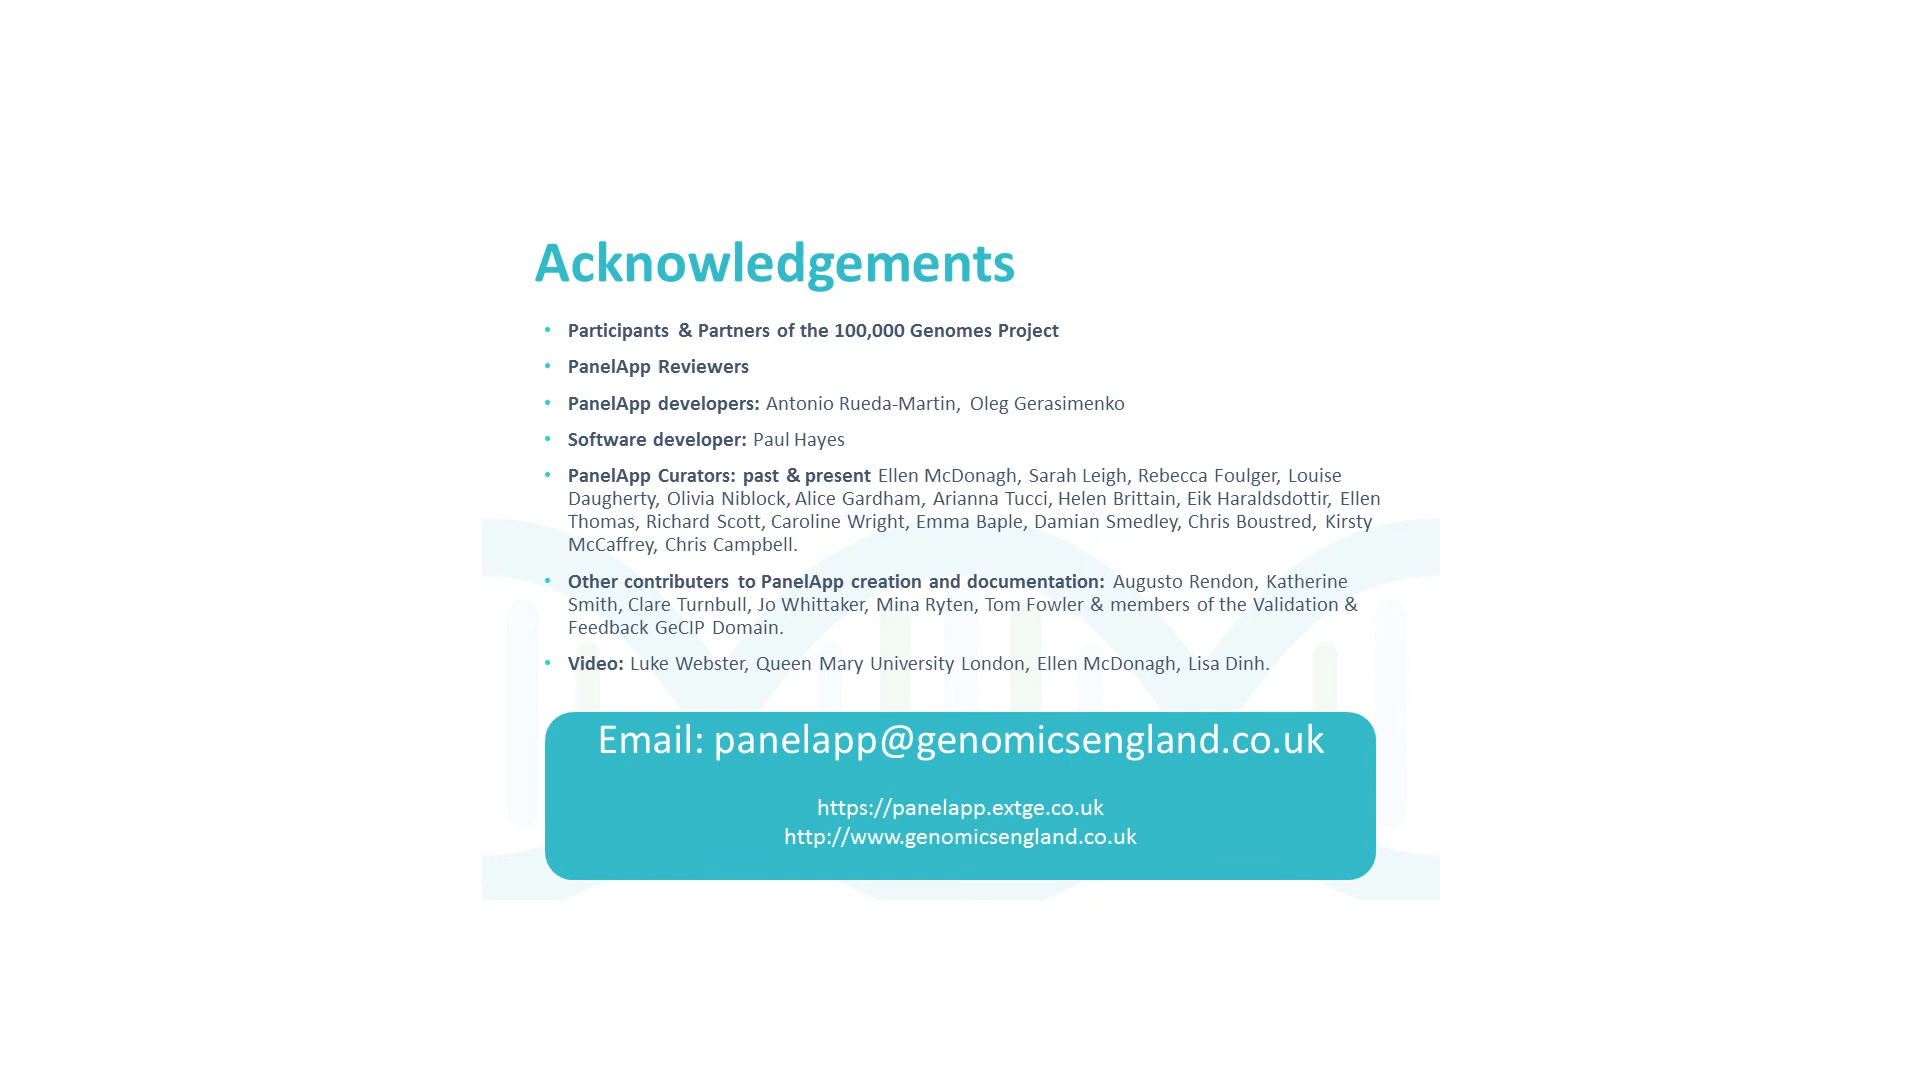 Acknowledgements
• Participants & Partners of the 100,000 Genomes Project
• PanelApp Reviewers
• PanelApp developers: Antonio Rueda-Martin, Oleg Gerasimenko
• Software developer: Paul Hayes
• PanelApp Curators: past & present Ellen McDonagh, Sarah Leigh, Rebecca Foulger, Louise
Daugherty, Olivia Niblock, Alice Gardham, Arianna Tucci, Helen Brittain, Eik Haraldsdottir, Ellen
Thomas, Richard Scott, Caroline Wright, Emma Baple, Damian Smedley, Chris Boustred, Kirsty
McCaffrey, Chris Campbell.
• Other contributers to PanelApp creation and documentation: Augusto Rendon, Katherine
Smith, Clare Turnbull, Jo Whittaker, Mina Ryten, Tom Fowler & members of the Validation &
Feedback GeCIP Domain.
• Video: Luke Webster, Queen Mary University London, Ellen McDonagh, Lisa Dinh.
Email: panelapp@genomicsengland.co.uk
https://panelapp.extge.co.uk
http://www.genomicsengland.co.uk